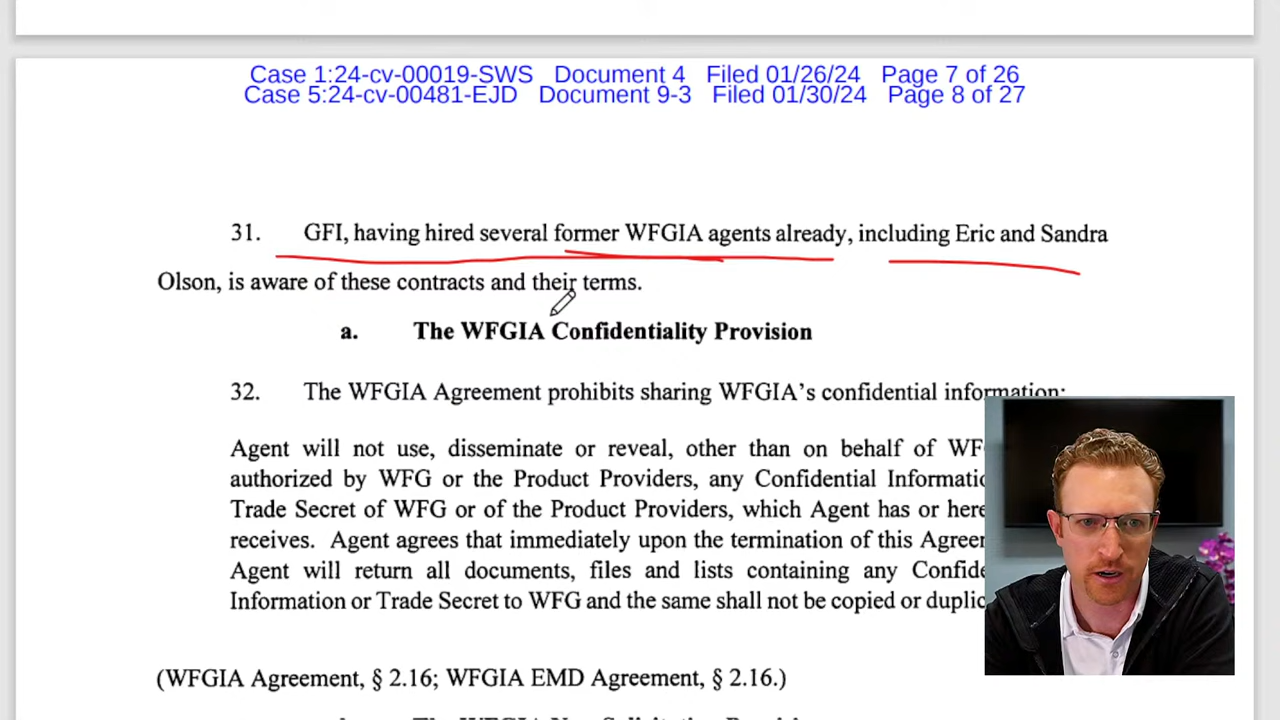 Case 1:24-cv-00019-SWS Document 4 Filed 01/26/24 Page 7 of 26
Case 5:24-cv-00481-EJD Document 9-3 Filed 01/30/24 Page 8 of 27
31. GFI, having hired several former WFGIA agents already, including Eric and Sandra
Olson, is aware of these contracts and their terms.
a. The WFGIA Confidentiality Provision
32. The WFGIA Agreement prohibits sharing WFGIA's confidential information:
Agent will not use, disseminate or reveal, other than on behalf of
authorized by WFG or the Product Providers, any Confidential
Trade Secret of WFG or of the Product Providers, which Agent has or
receives. Agent agrees that immediately upon the termination of this
Agent will return all documents, files and lists containing any
Information or Trade Secret to WFG and the same shall not be copied or
(WFGIA Agreement, § 2.16; WFGIA EMD Agreement, § 2.16.)